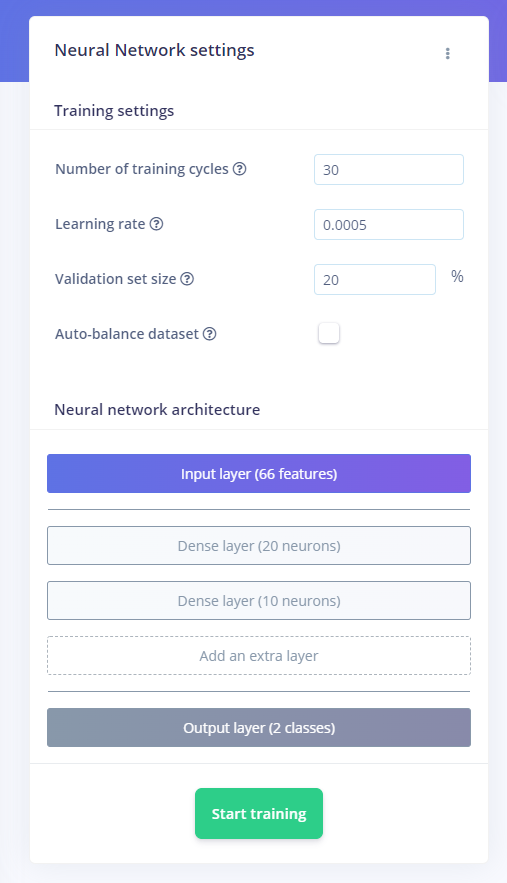 Neural Network settings
Training settings
Number of training cycles
30
Learning rate
0.0005
Validation set size
20
%
Auto-balance dataset
Neural network architecture
Input layer (66 features)
Dense layer (20 neurons)
Dense layer (10 neurons)
Add an extra layer
Output layer (2 classes)
Start training